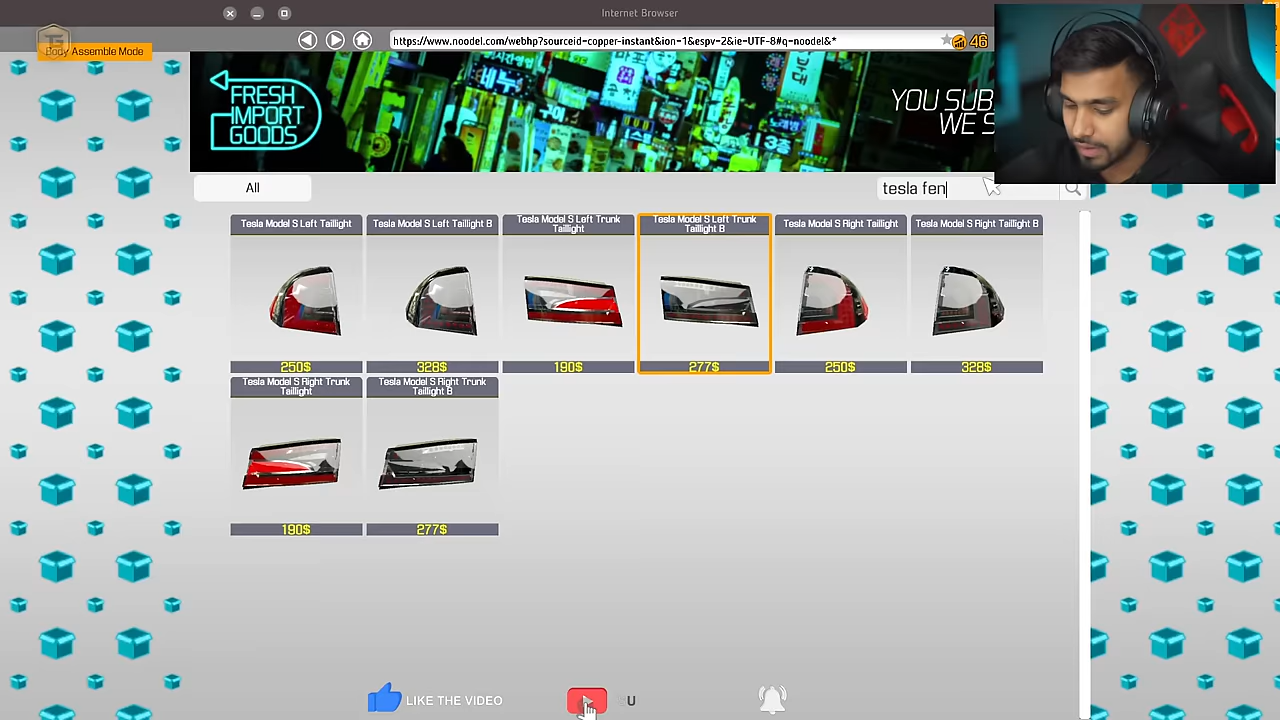 Internet Browser
Body Assemble Mode
https://www.noodel.com/webhp?sourceid=copper-instant&ion=1&espv=2&ie=UTF-8#q=noodel&*
46
FRESH
IMPORT
GOODS
YOU SUB
WE S
All
tesla fen
Tesla Model S Left Taillight
Tesla Model S Left Taillight B
Tesla Model S Left Trunk
Taillight
Tesla Model S Left Trunk
Taillight B
Tesla Model S Right Taillight
Tesla Model S Right Taillight B
250$
328$
190$
277$
250$
328$
Tesla Model S Right Trunk
Taillight
Tesla Model S Right Trunk
Taillight B
190$
277$
LIKE THE VIDEO
U